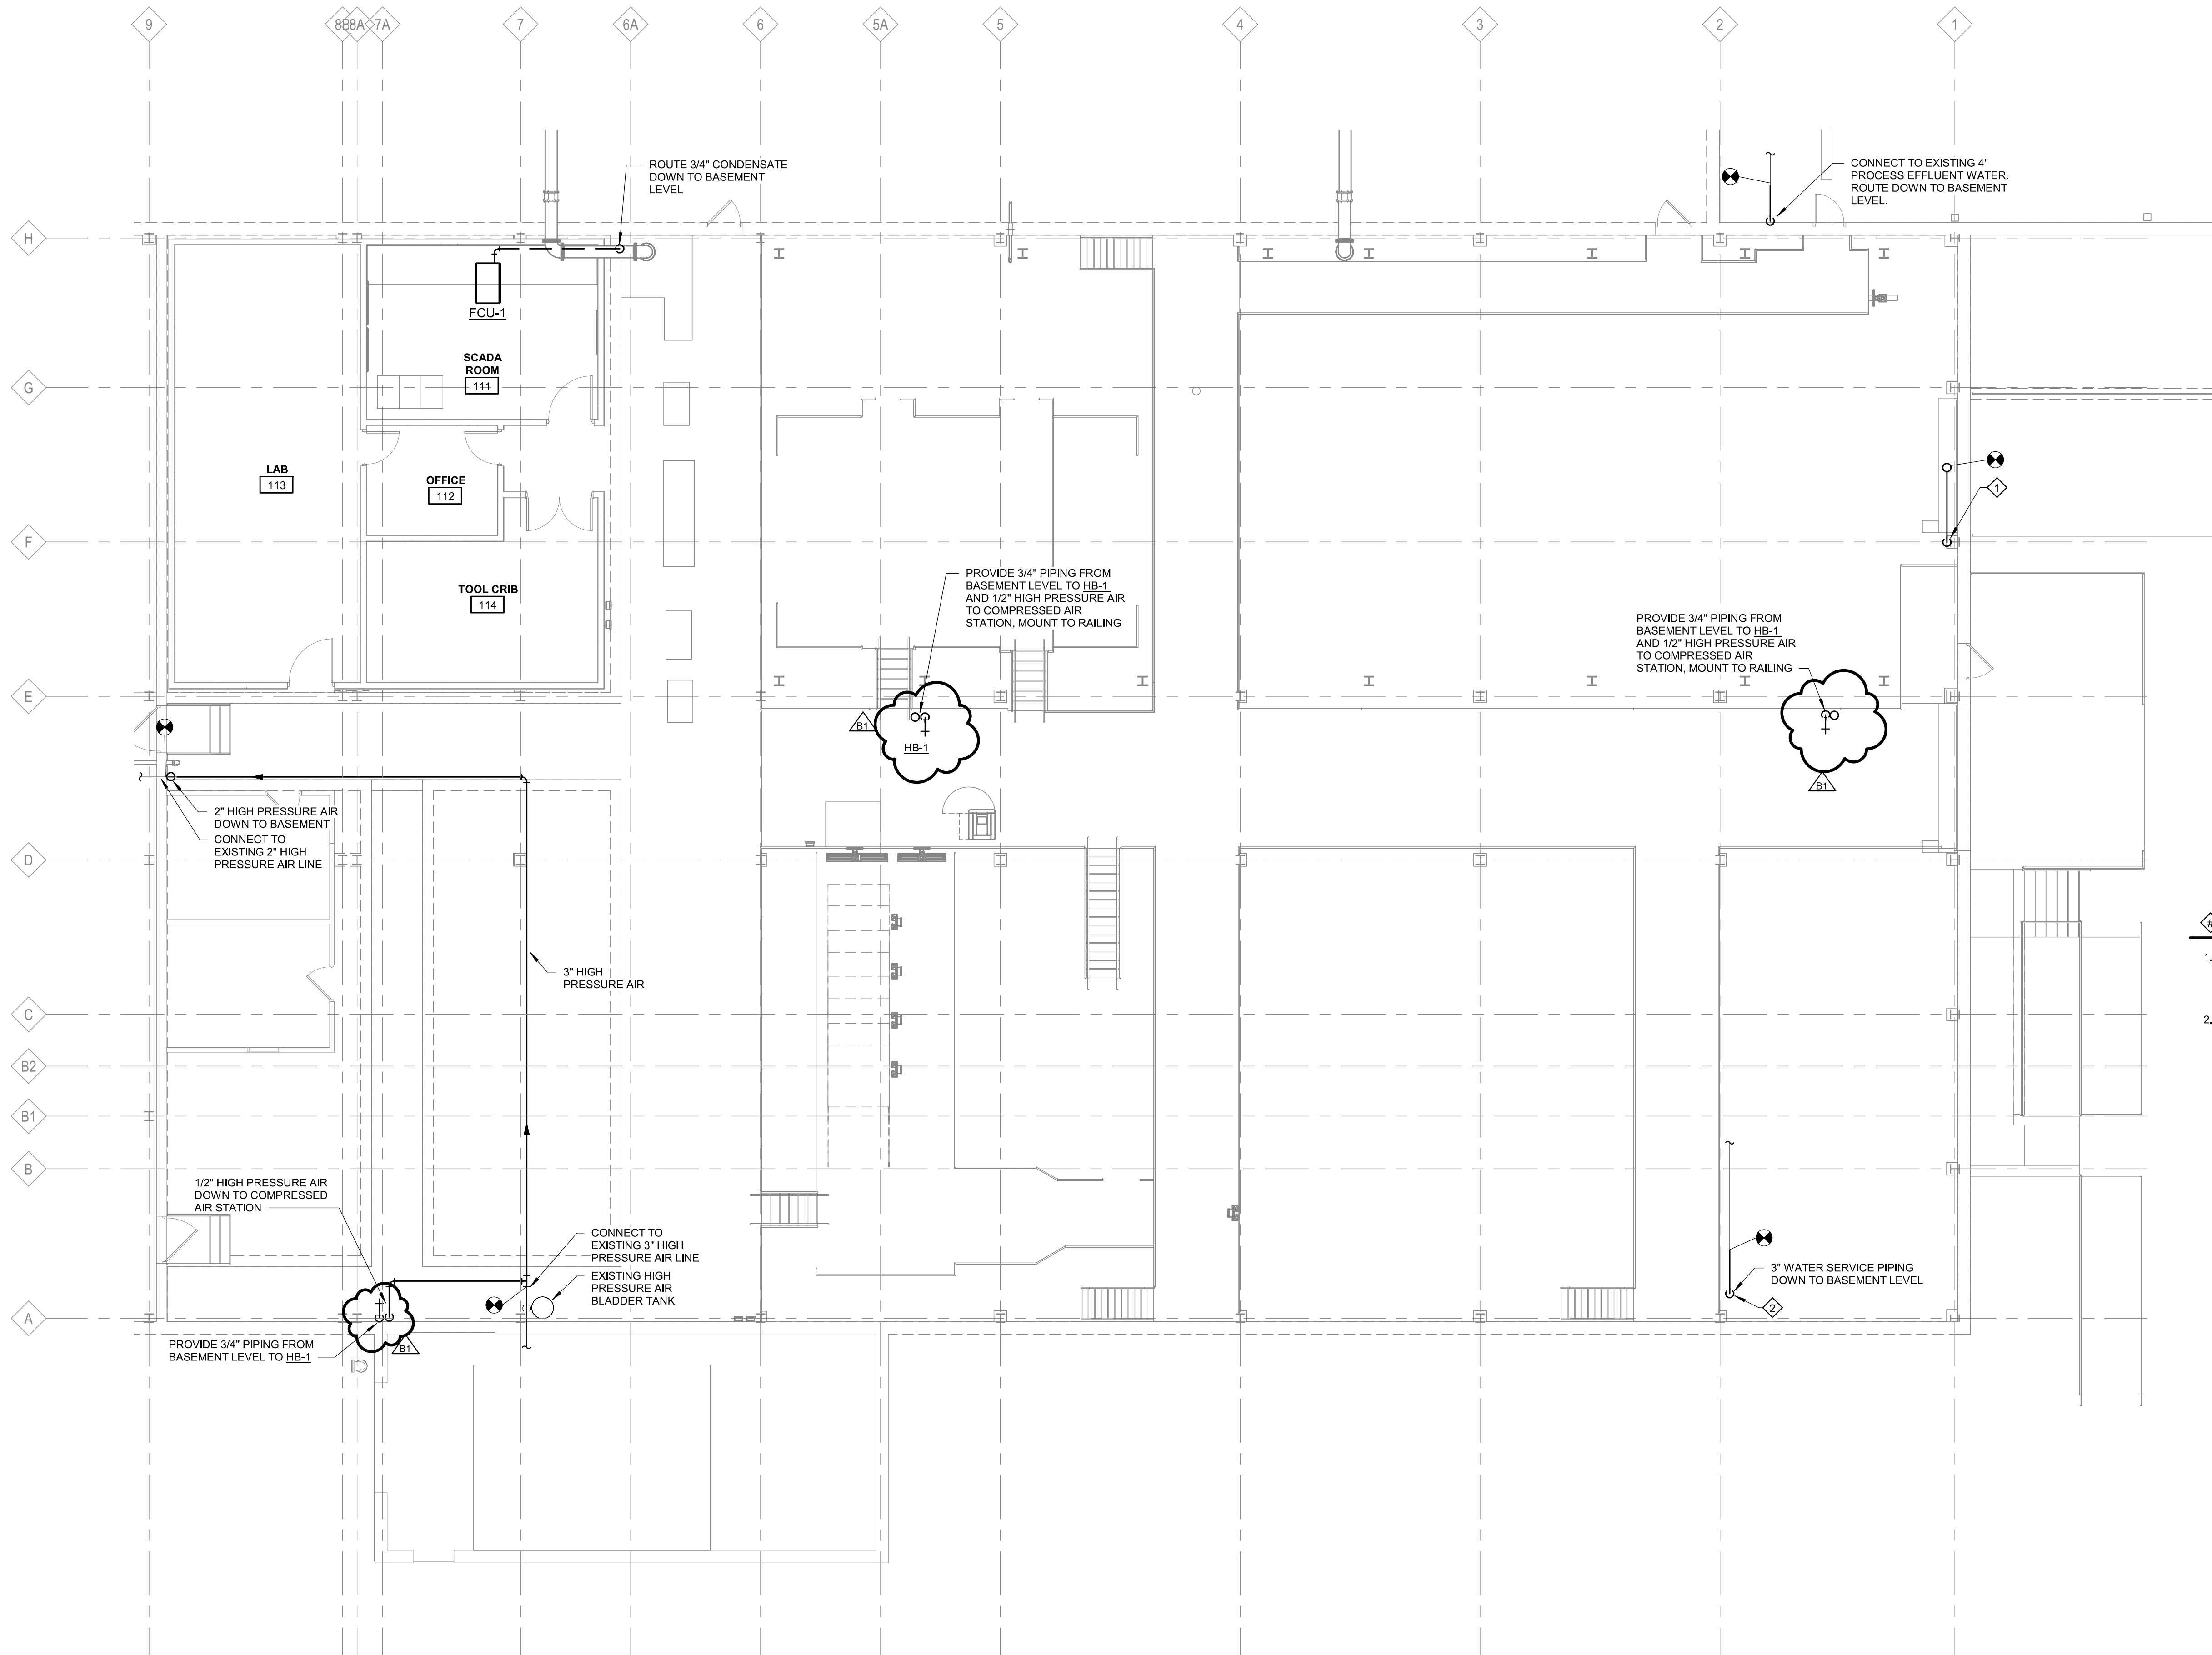 9
8B
8A
7A
7
6A
6
5A
5
4
3
2
1
ROUTE 3/4" CONDENSATE
DOWN TO BASEMENT
LEVEL
CONNECT TO EXISTING 4"
PROCESS EFFLUENT WATER.
ROUTE DOWN TO BASEMENT
LEVEL.
H
FCU-1
SCADA
ROOM
111
G
LAB
113
OFFICE
112
1
F
TOOL CRIB
114
PROVIDE 3/4" PIPING FROM
BASEMENT LEVEL TO HB-1
AND 1/2" HIGH PRESSURE AIR
TO COMPRESSED AIR
STATION, MOUNT TO RAILING
PROVIDE 3/4" PIPING FROM
BASEMENT LEVEL TO HB-1
AND 1/2" HIGH PRESSURE AIR
TO COMPRESSED AIR
STATION, MOUNT TO RAILING
E
B1
HB-1
B1
2" HIGH PRESSURE AIR
DOWN TO BASEMENT
CONNECT TO
EXISTING 2" HIGH
PRESSURE AIR LINE
D
#
1.
3" HIGH
PRESSURE AIR
C
2.
B2
B1
B
1/2" HIGH PRESSURE AIR
DOWN TO COMPRESSED
AIR STATION
CONNECT TO
EXISTING 3" HIGH
PRESSURE AIR LINE
EXISTING HIGH
PRESSURE AIR
BLADDER TANK
3" WATER SERVICE PIPING
DOWN TO BASEMENT LEVEL
2
A
PROVIDE 3/4" PIPING FROM
BASEMENT LEVEL TO HB-1
B1